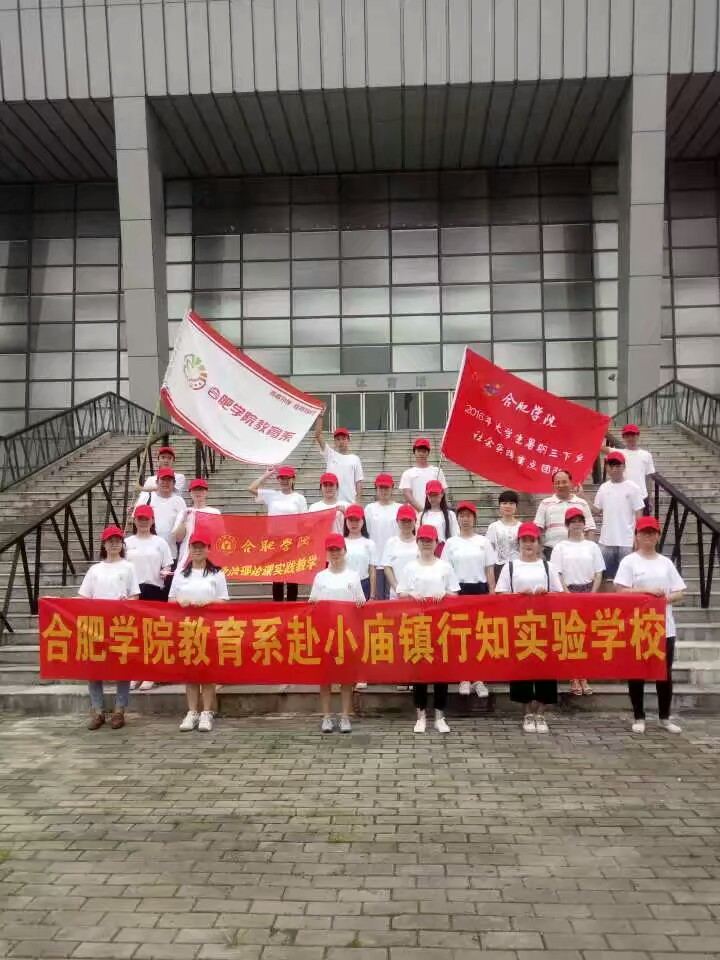 体育馆
合肥学院教育系
合肥学院
2016年大学生暑期三下乡
社会实践重点团队
合肥学院
理论课实践教学
合肥学院教育系赴小庙镇行知实验学校